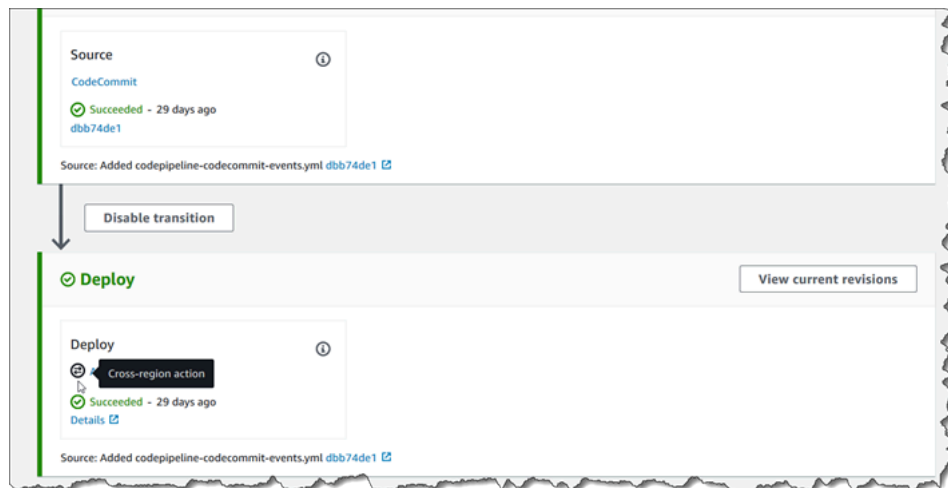 Source
CodeCommit
Succeeded - 29 days ago
dbb74de1
Source: Added codepipeline-codecommit-events.yml dbb74de1
Disable transition
Deploy
View current revisions
Deploy
Cross-region action
Succeeded - 29 days ago
Details
Source: Added codepipeline-codecommit-events.yml dbb74de1